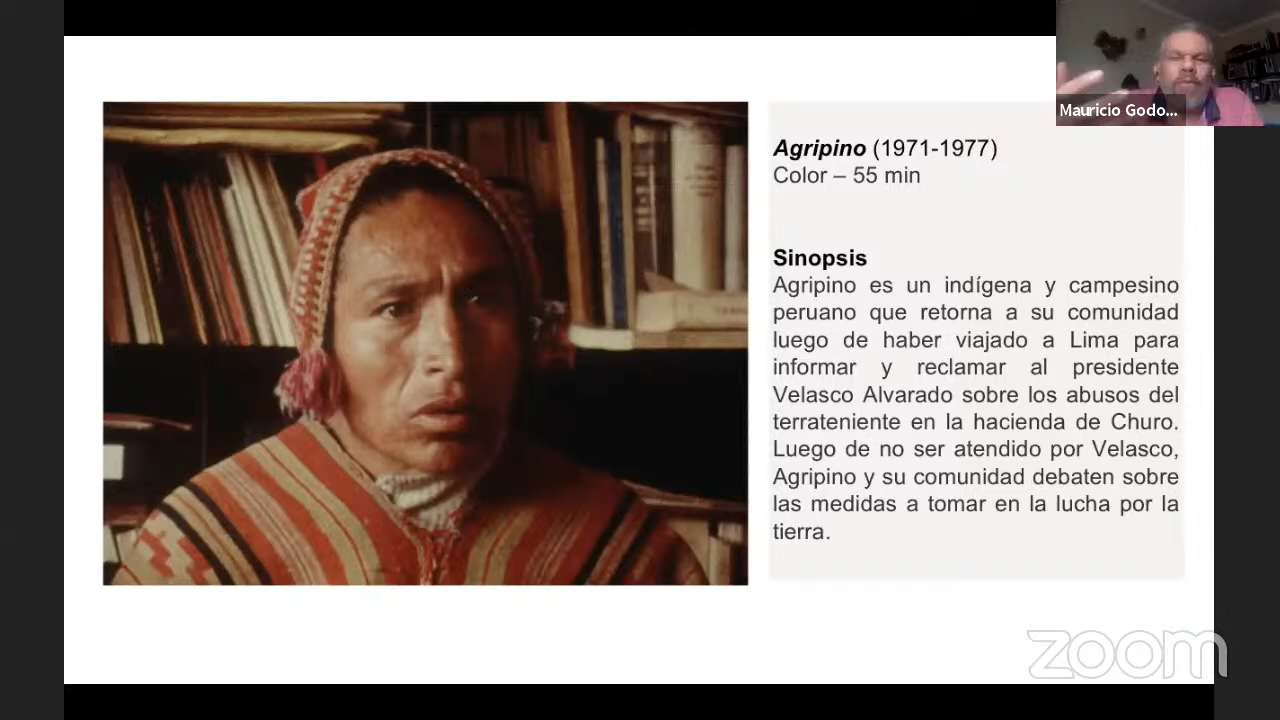 Mauricio Godo...
Agripino (1971-1977)
Color – 55 min
Sinopsis
Agripino es un indígena y campesino
peruano que retorna a su comunidad
luego de haber viajado a Lima para
informar y reclamar al presidente
Velasco Alvarado sobre los abusos del
terrateniente en la hacienda de Churo.
Luego de no ser atendido por Velasco,
Agripino y su comunidad debaten sobre
las medidas a tomar en la lucha por la
tierra.
zoom